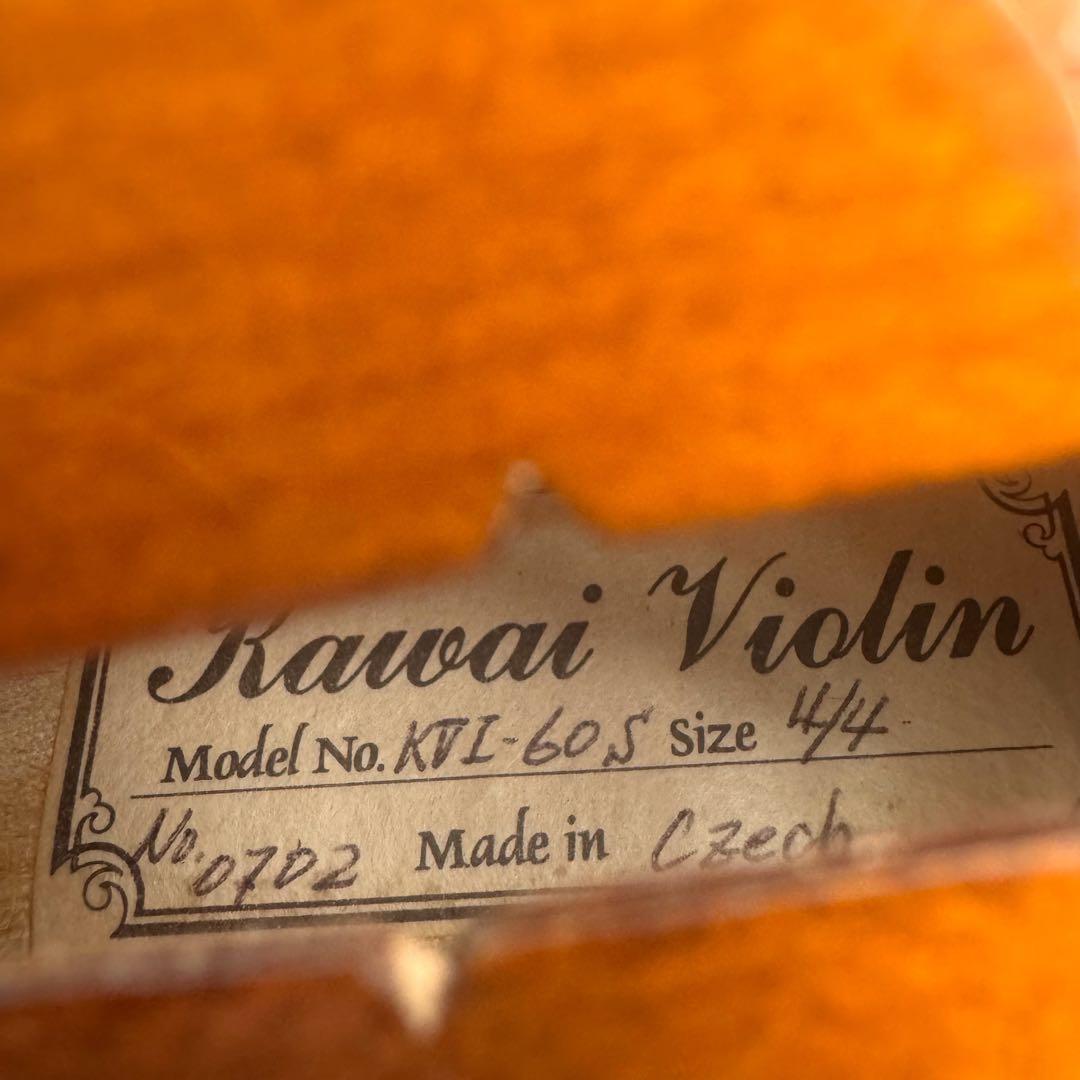 Kawai Violin
Model No. KVI-60S Size 4/4
No. 0702 Made in Czech